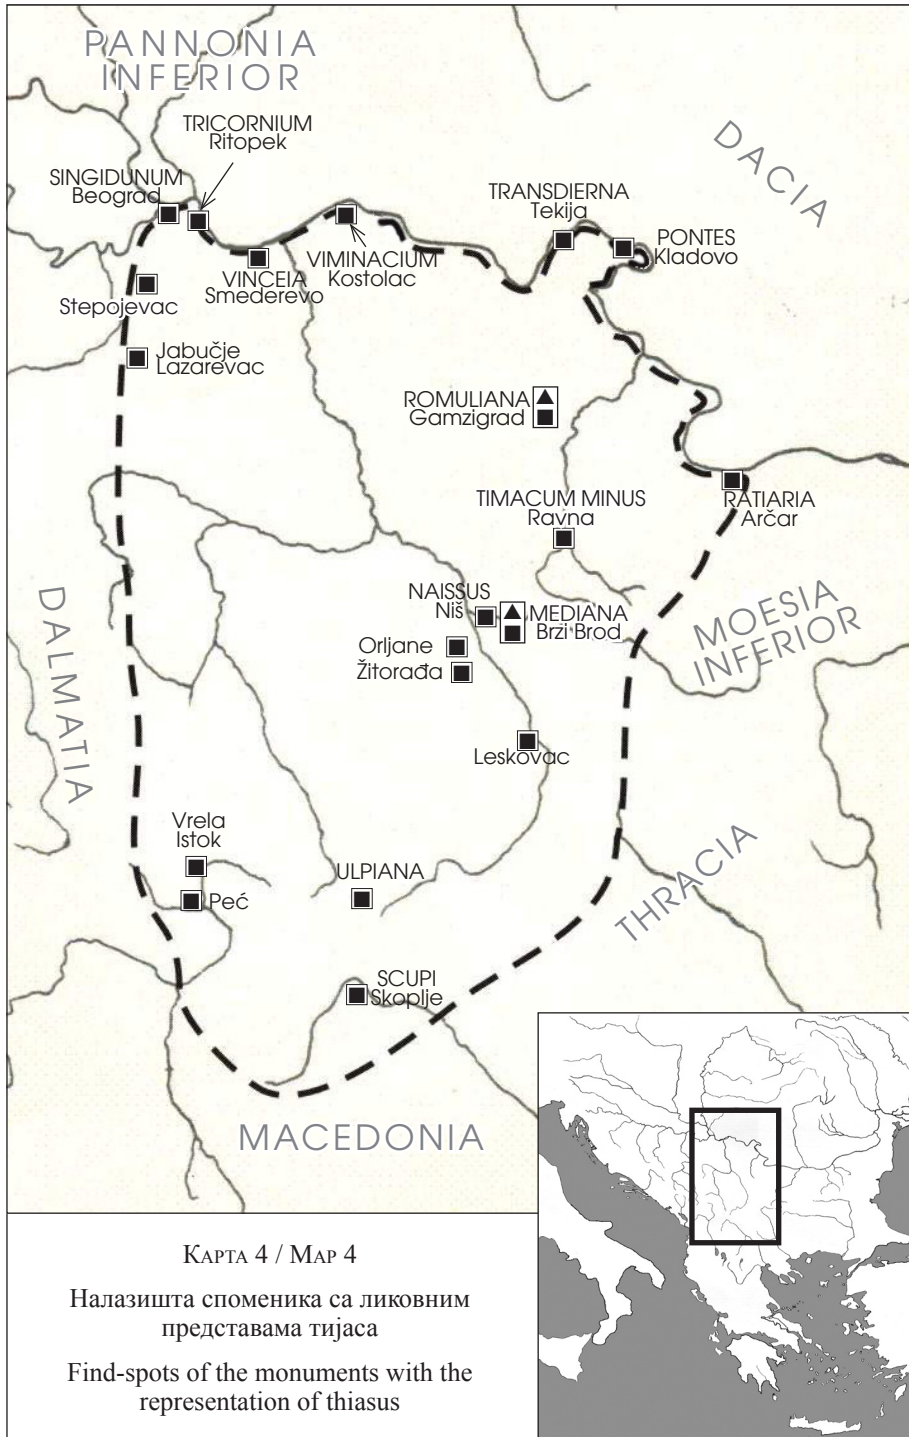 PANNONIA
INFERIOR
TRICORNIUM
Ritopek
DACIA
SINGIDUNUM
Beograd
TRANSDIERNA
Tekija
PONTES
Kladovo
VINCEIA
Smederevo
VIMINACIUM
Kostolac
Stepojevac
Jabučje
Lazarevac
ROMULIANA
Gamzigrad
TIMACUM MINUS
Ravna
RATIARIA
Arčar
NAISSUS
Niš
MEDIANA
Brzi Brod
MOESIA
INFERIOR
DALMATIA
Orljane
Žitorađa
Leskovac
Vrela
Istok
Peć
ULPIANA
THRACIA
SCUPI
Skoplje
MACEDONIA
КАРТА 4 / MAP 4
Налазишта споменика са ликовним
представама тијаса
Find-spots of the monuments with the
representation of thiasus